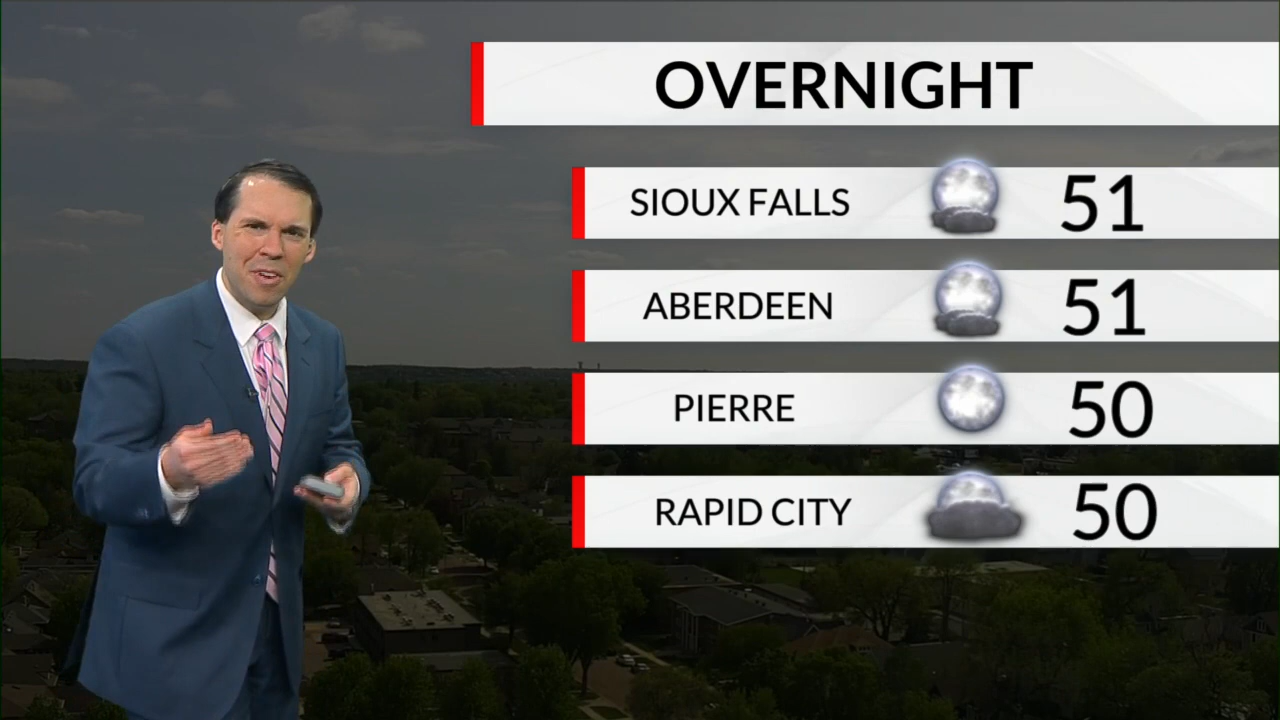 OVERNIGHT
SIOUX FALLS 51
ABERDEEN 51
PIERRE 50
RAPID CITY 50